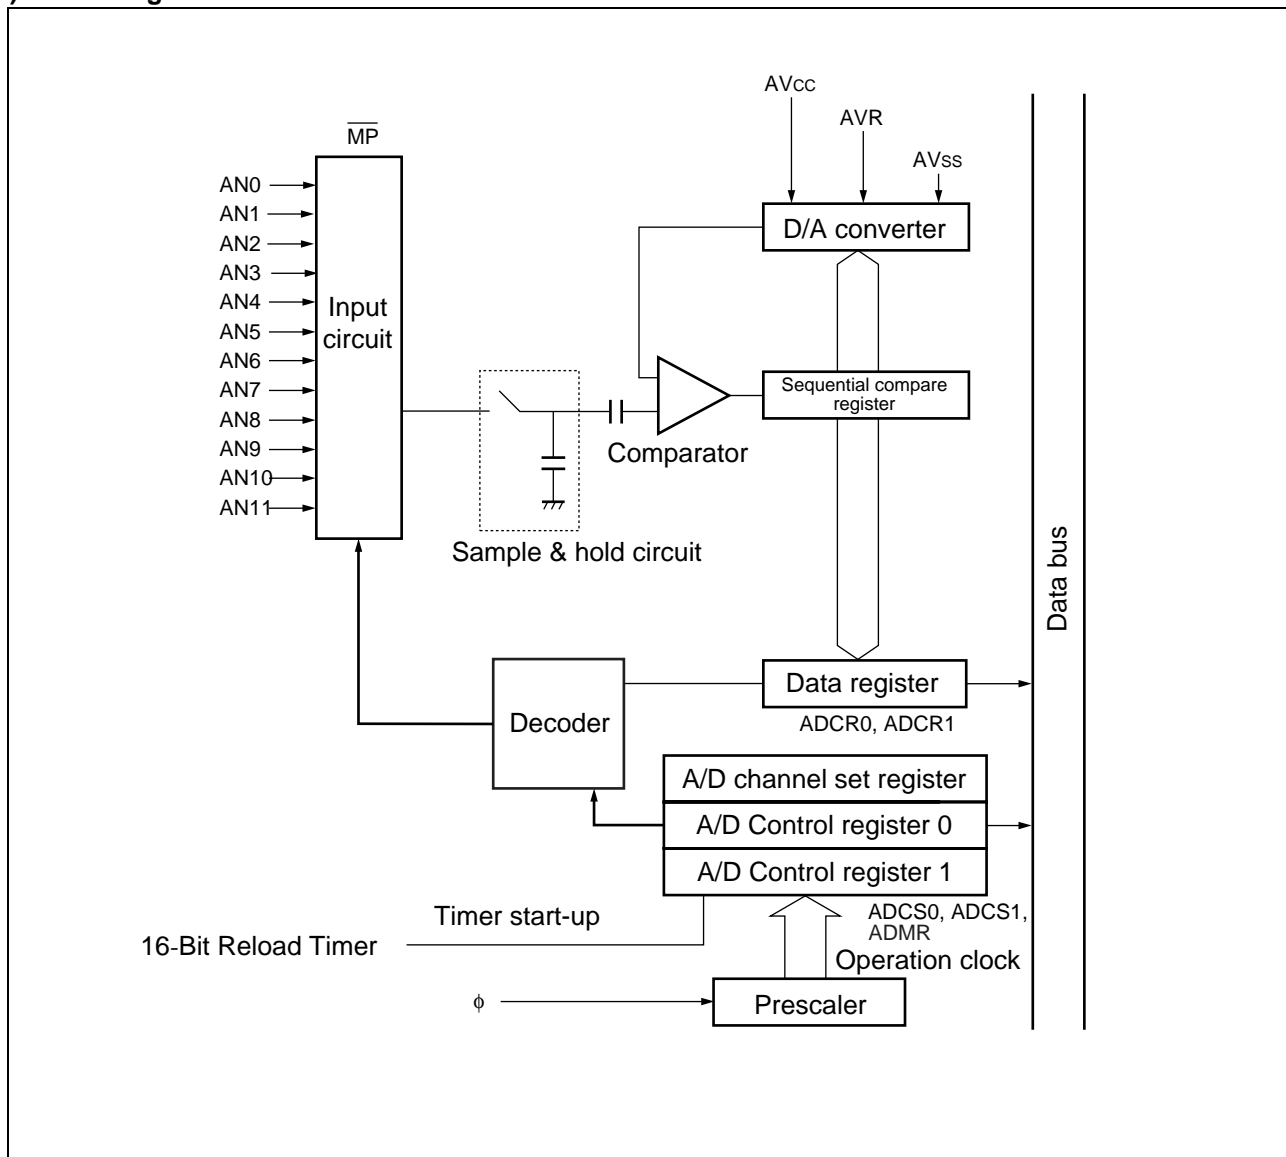 AVCC
AVR
AVSS
MP
AN0
AN1
AN2
AN3
AN4
AN5
AN6
AN7
AN8
AN9
AN10
AN11
Input
circuit
D/A converter
Sequential compare
register
Comparator
Sample & hold circuit
Data bus
Decoder
Data register
ADCR0, ADCR1
A/D channel set register
A/D Control register 0
A/D Control register 1
ADCS0, ADCS1,
ADMR
Timer start-up
16-Bit Reload Timer
Operation clock
ϕ
Prescaler